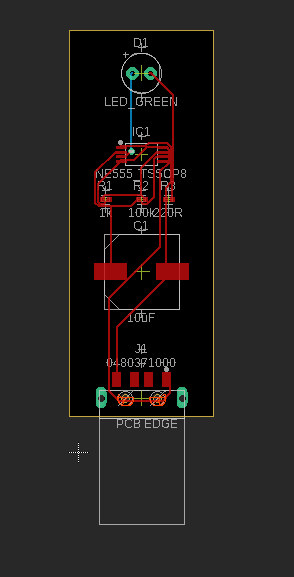 D1
+
LED_GREEN
IC1
NE555_TSSOP8
R1 R2 R3
1k 100k 220R
C1
10uF
J1
0480371000
PCB EDGE